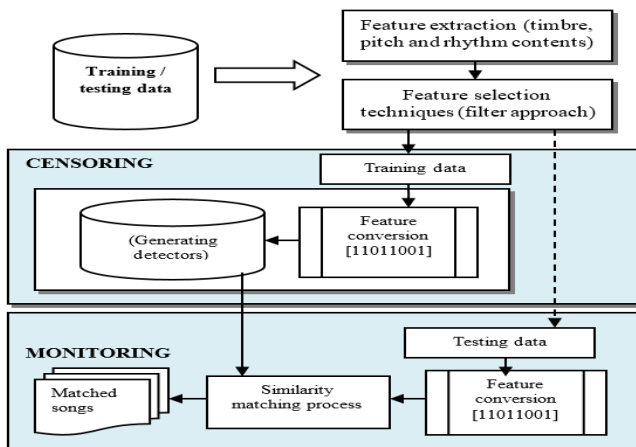 Training /
testing data
Feature extraction (timbre,
pitch and rhythm contents)
Feature selection
techniques (filter approach)
CENSORING
Training data
(Generating
detectors)
Feature
conversion
[11011001]
MONITORING
Testing data
Matched
songs
Similarity
matching process
Feature
conversion
[11011001]